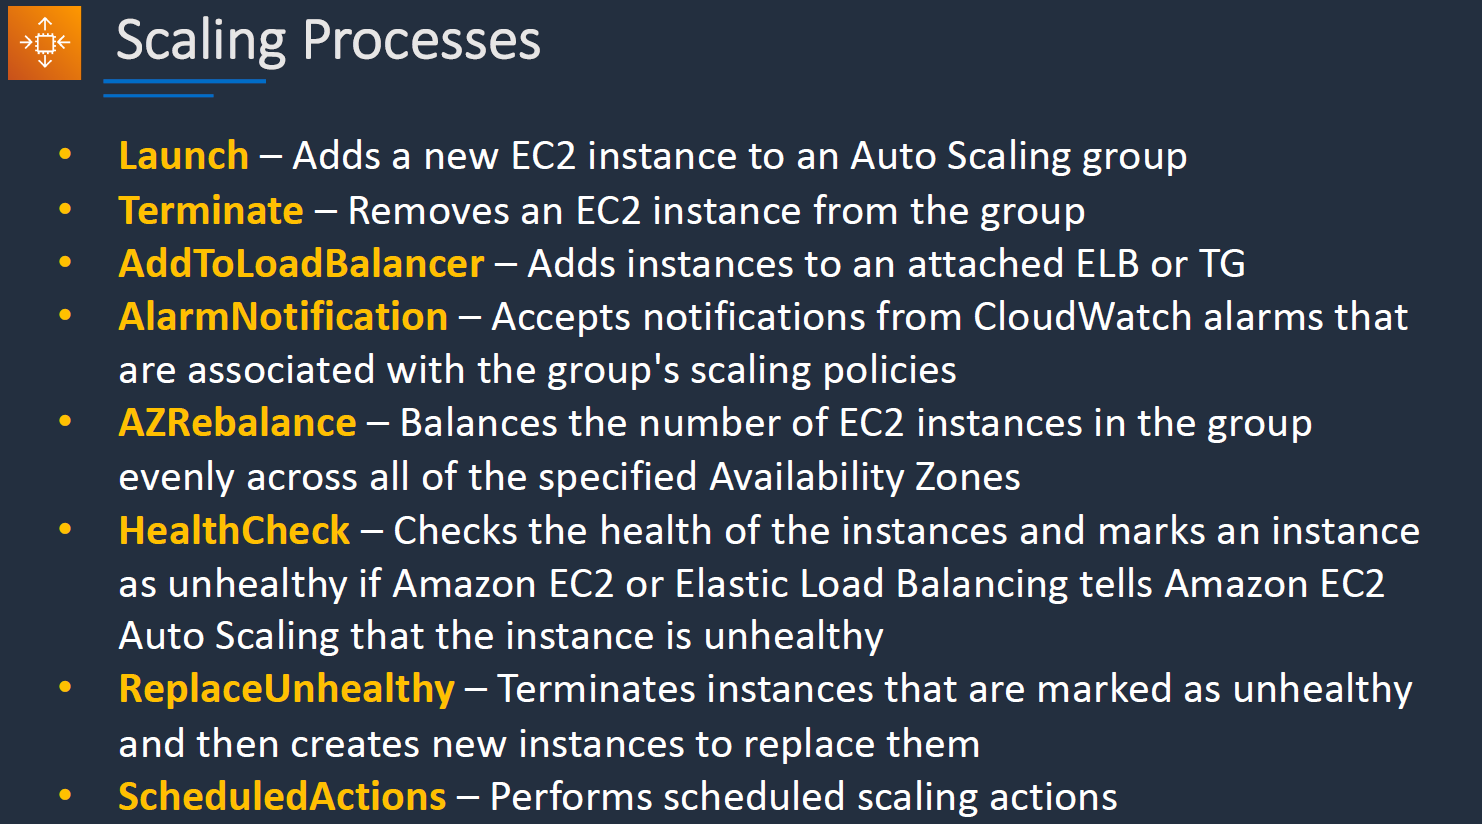 Scaling Processes
• Launch – Adds a new EC2 instance to an Auto Scaling group
• Terminate – Removes an EC2 instance from the group
• AddToLoadBalancer – Adds instances to an attached ELB or TG
• AlarmNotification – Accepts notifications from CloudWatch alarms that
are associated with the group's scaling policies
• AZRebalance – Balances the number of EC2 instances in the group
evenly across all of the specified Availability Zones
• HealthCheck – Checks the health of the instances and marks an instance
as unhealthy if Amazon EC2 or Elastic Load Balancing tells Amazon EC2
Auto Scaling that the instance is unhealthy
• ReplaceUnhealthy – Terminates instances that are marked as unhealthy
and then creates new instances to replace them
• ScheduledActions – Performs scheduled scaling actions